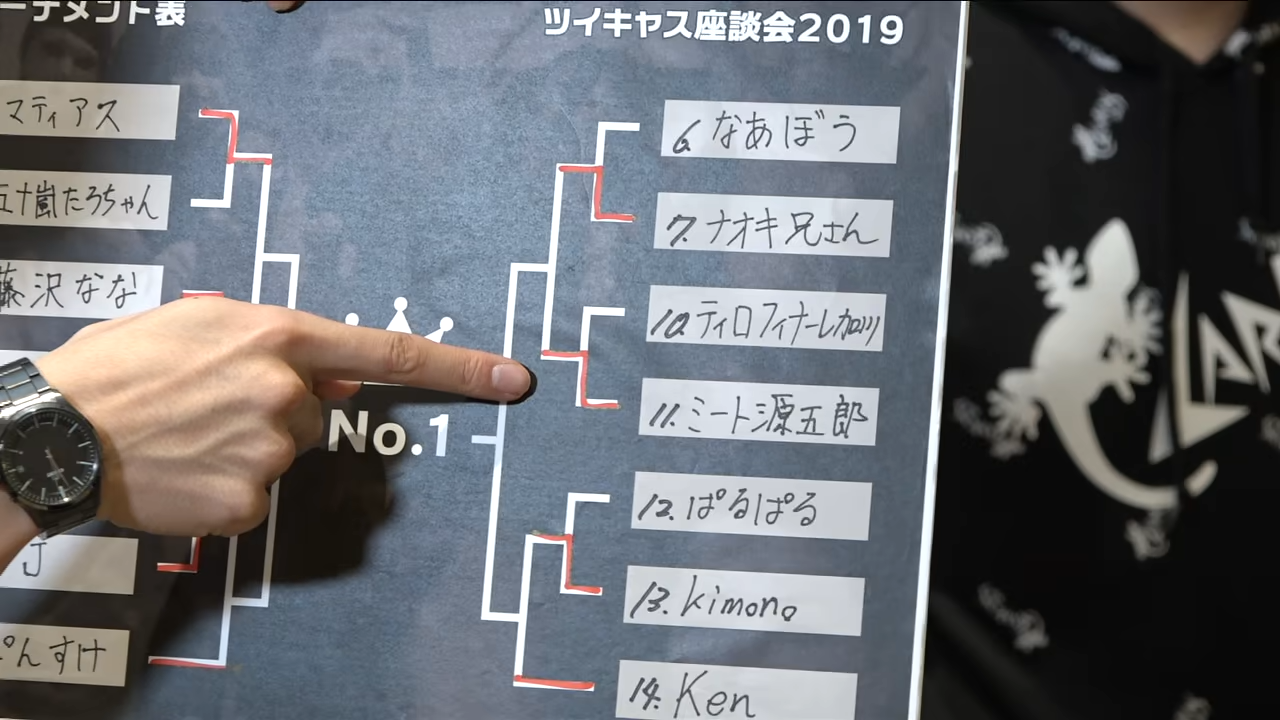 ーナメント表
ツイキャス座談会2019
マティアス
五十嵐たろちゃん
藤沢なな
J
ぴんすけ
No.1
6. なあぼう
7. ナオキ兄さん
10. ティロフィナーレ加川
11. ミート源五郎
12. ぱるぱる
13. kimono
14. Ken